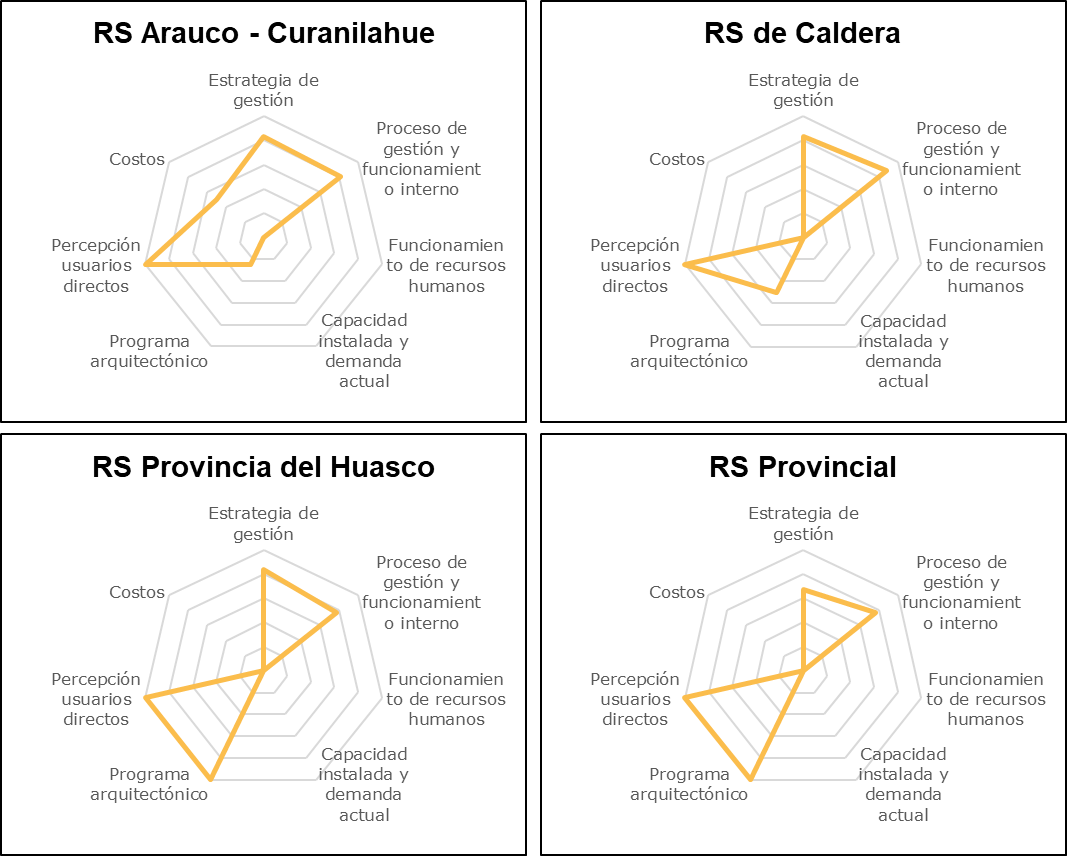 RS Arauco - Curanilahue
Estrategia de
gestión
Proceso de
gestión y
funcionamient
o interno
Funcionamien
to de recursos
humanos
Capacidad
instalada y
demanda
actual
Programa
arquitectónico
Percepción
usuarios
directos
Costos
RS de Caldera
Estrategia de
gestión
Proceso de
gestión y
funcionamient
o interno
Funcionamien
to de recursos
humanos
Capacidad
instalada y
demanda
actual
Programa
arquitectónico
Percepción
usuarios
directos
Costos
RS Provincia del Huasco
Estrategia de
gestión
Proceso de
gestión y
funcionamient
o interno
Funcionamien
to de recursos
humanos
Capacidad
instalada y
demanda
actual
Programa
arquitectónico
Percepción
usuarios
directos
Costos
RS Provincial
Estrategia de
gestión
Proceso de
gestión y
funcionamient
o interno
Funcionamien
to de recursos
humanos
Capacidad
instalada y
demanda
actual
Programa
arquitectónico
Percepción
usuarios
directos
Costos